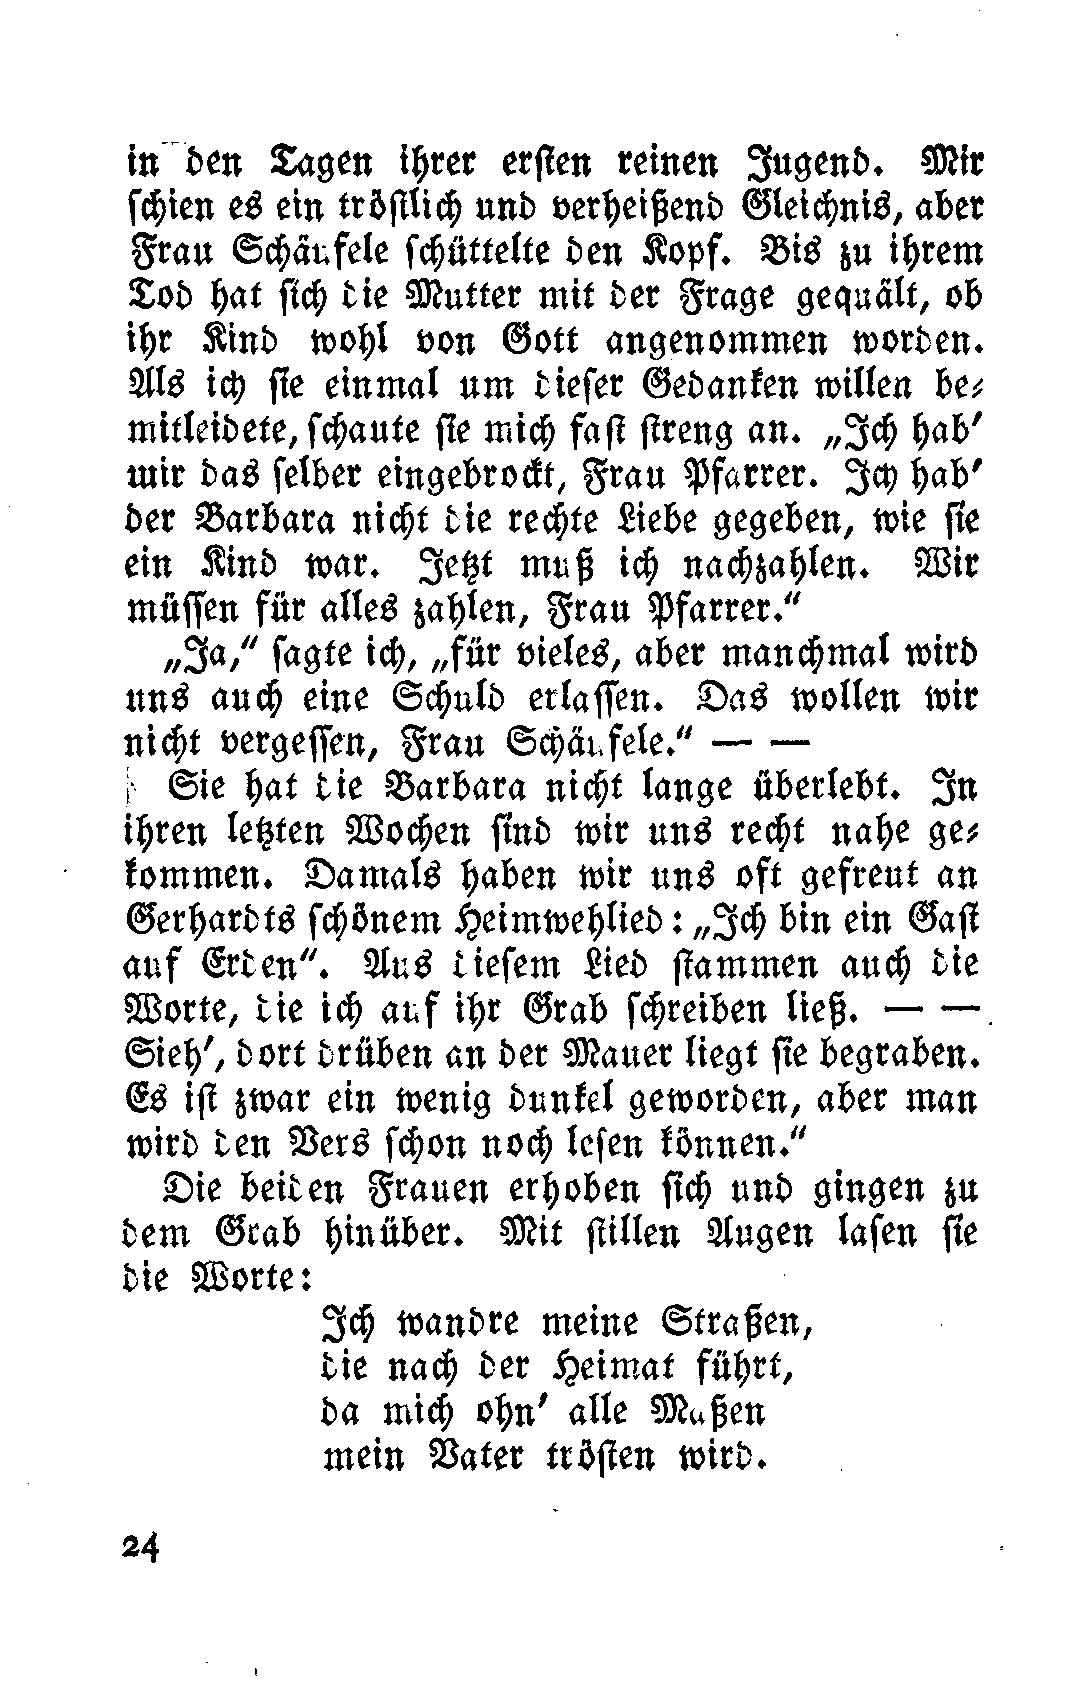 in den Tagen ihrer ersten reinen Jugend. Mir
schien es ein tröstlich und verheißend Gleichnis, aber
Frau Schäufele schüttelte den Kopf. Bis zu ihrem
Tod hat sich die Mutter mit der Frage gequält, ob
ihr Kind wohl von Gott angenommen worden.
Als ich sie einmal um dieser Gedanken willen be-
mitleidete, schaute sie mich fast streng an. „Ich hab'
mir das selber eingebrockt, Frau Pfarrer. Ich hab'
der Barbara nicht die rechte Liebe gegeben, wie sie
ein Kind war. Jetzt muß ich nachzahlen. Wir
müssen für alles zahlen, Frau Pfarrer.“
„Ja,“ sagte ich, „für vieles, aber manchmal wird
uns auch eine Schuld erlassen. Das wollen wir
nicht vergessen, Frau Schäufele.“ — —
Sie hat die Barbara nicht lange überlebt. In
ihren letzten Wochen sind wir uns recht nahe ge-
kommen. Damals haben wir uns oft gefreut an
Gerhardts schönem Heimwehlied: „Ich bin ein Gast
auf Erden“. Aus diesem Lied stammen auch die
Worte, die ich auf ihr Grab schreiben ließ. — —
Sieh', dort drüben an der Mauer liegt sie begraben.
Es ist zwar ein wenig dunkel geworden, aber man
wird den Vers schon noch lesen können.“
Die beiden Frauen erhoben sich und gingen zu
dem Grab hinüber. Mit stillen Augen lasen sie
die Worte:
Ich wandre meine Straßen,
die nach der Heimat führt,
da mich ohn' alle Maßen
mein Vater trösten wird.
24